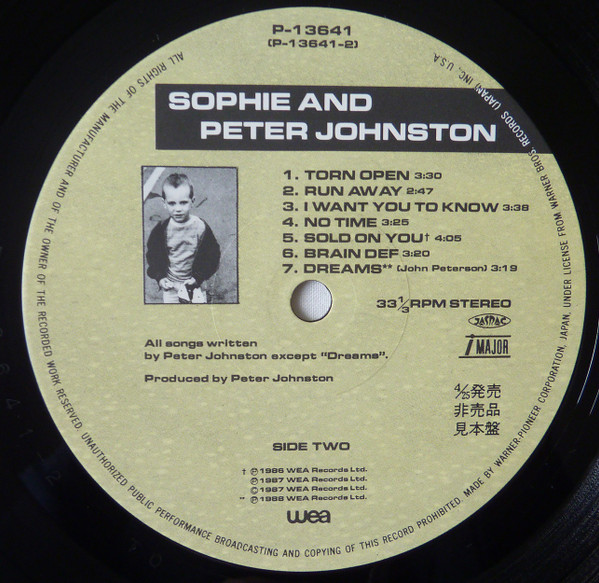 P-13641
(P-13641-2)
SOPHIE AND
PETER JOHNSTON
1. TORN OPEN 3:30
2. RUN AWAY 2:47
3. I WANT YOU TO KNOW 3:38
4. NO TIME 3:25
5. SOLD ON YOU† 4:05
6. BRAIN DEF 3:20
7. DREAMS** (John Peterson) 3:19
33 1/3 RPM STEREO
JASRAC
i MAJOR
All songs written
by Peter Johnston except "Dreams".
Produced by Peter Johnston
4/25発売
非売品
見本盤
SIDE TWO
† ℗1986 WEA Records Ltd.
℗1987 WEA Records Ltd.
©1987 WEA Records Ltd.
** ℗1988 WEA Records Ltd.
wea
ALL RIGHTS OF THE MANUFACTURER AND OF THE OWNER OF THE RECORDED WORK RESERVED. UNAUTHORIZED PUBLIC PERFORMANCE BROADCASTING AND COPYING OF THIS RECORD PROHIBITED. MADE BY WARNER-PIONEER CORPORATION, JAPAN, UNDER LICENSE FROM WARNER BROS. RECORDS (JAPAN) INC., U.S.A.